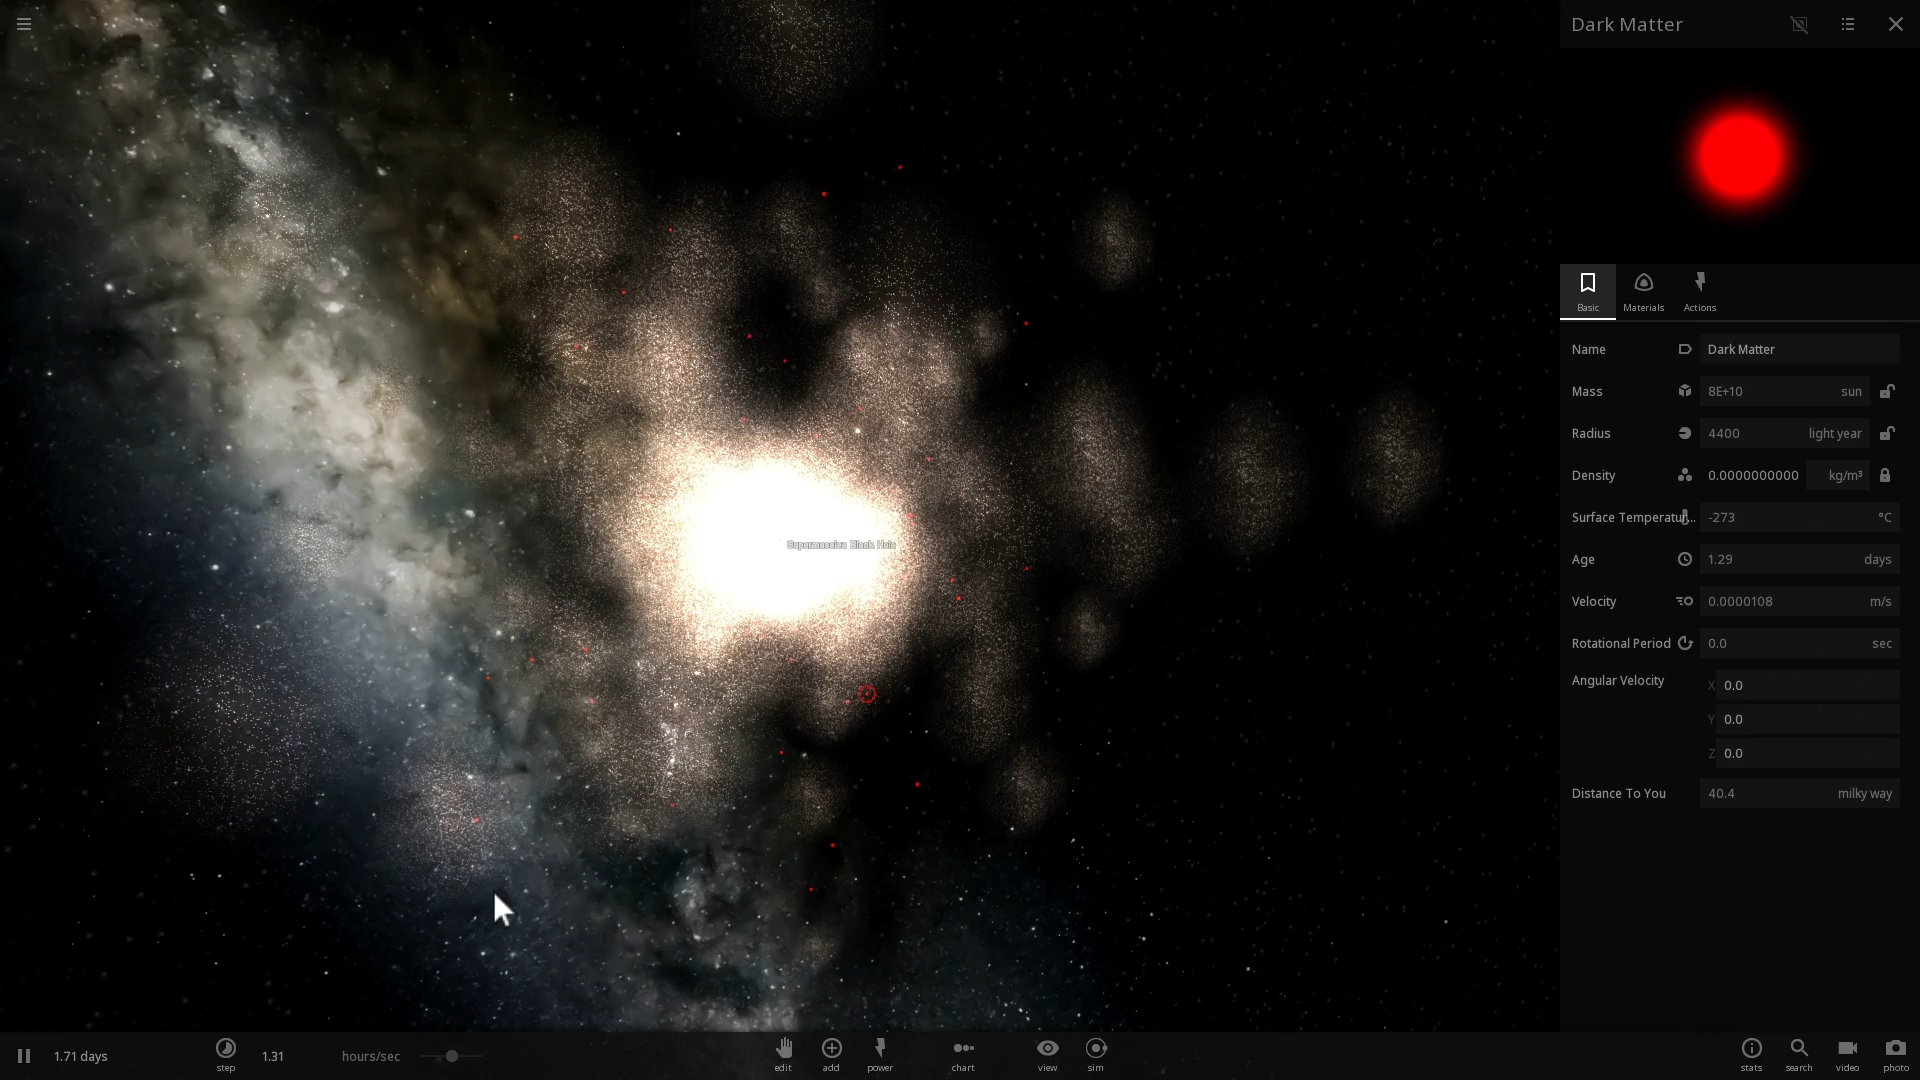 Dark Matter
Basic
Materials
Actions
Name
Dark Matter
Mass
8E+10
sun
Radius
4400
light year
Density
0.0000000000
kg/m³
Surface Temperatur...
-273
°C
Age
1.29
days
Velocity
0.0000108
m/s
Rotational Period
0.0
sec
Angular Velocity
X 0.0
Y 0.0
Z 0.0
Distance To You
40.4
milky way
Supermassive Black Hole
1.71 days
step
1.31
hours/sec
edit
add
power
chart
view
sim
stats
search
video
photo